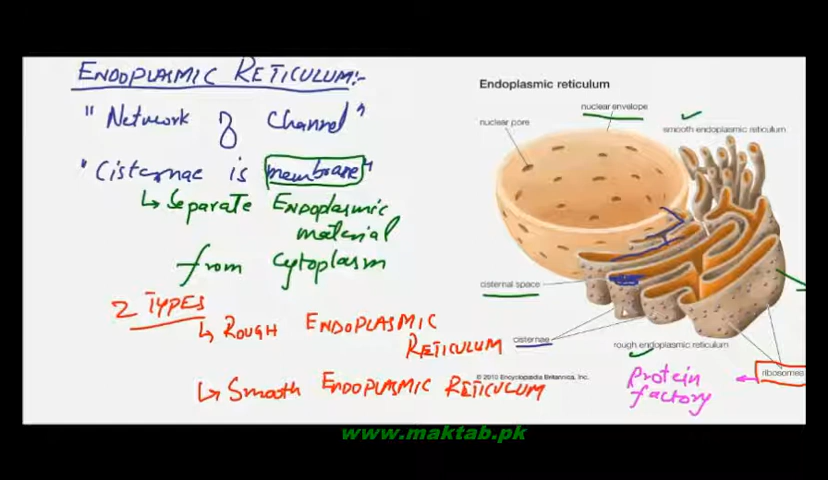 ENDOPLASMIC RETICULUM:-
"Network of Channel"
"Cisternae is membrane"
↳ Separate Endoplasmic
material
from cytoplasm
2 TYPES
↳ ROUGH ENDOPLASMIC
RETICULUM
↳ Smooth ENDOPLASMIC RETICULUM
Endoplasmic reticulum
nuclear envelope
nuclear pore
smooth endoplasmic reticulum
cisternal space
cisternae
rough endoplasmic reticulum
ribosomes
© 2010 Encyclopædia Britannica, Inc.
Protein
factory
www.maktab.pk